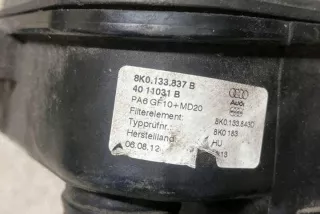 8K0.133.837 B
40 11031 B
PA6 GF10+MD20
Audi
Filterelement: 8K0.133.843D
Typprüfnr.: 8K0 183
Herstelland HU
06.08.12